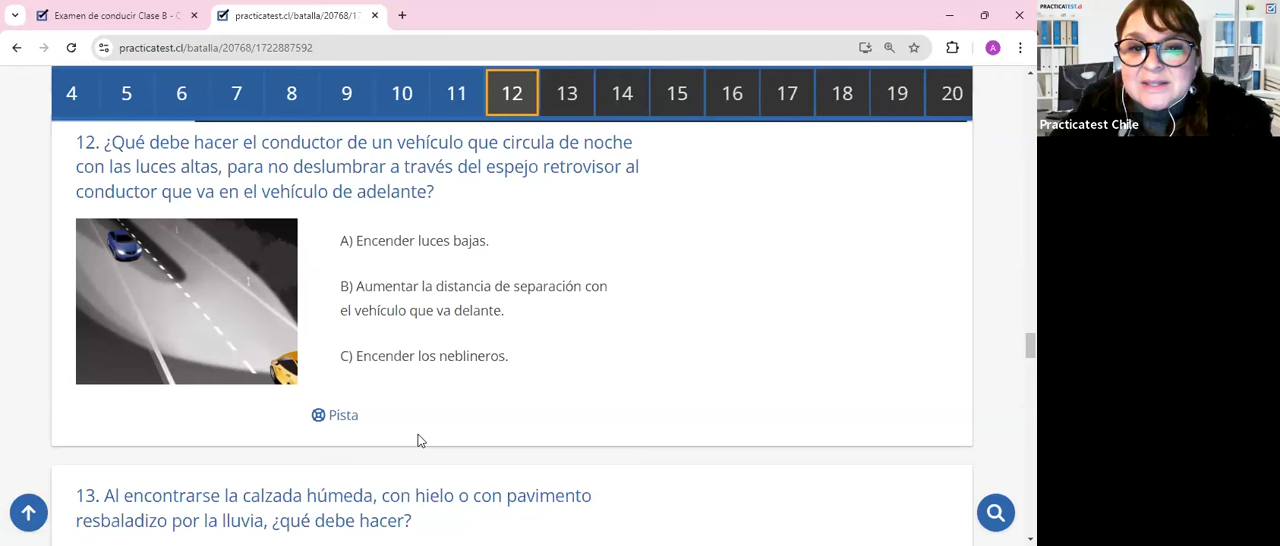 Examen de conducir Clase B - C
practicatest.cl/batalla/20768/17
practicatest.cl/batalla/20768/1722887592
A
PRACTICATEST.cl
Practicatest Chile
4 5 6 7 8 9 10 11 12 13 14 15 16 17 18 19 20
12. ¿Qué debe hacer el conductor de un vehículo que circula de noche
con las luces altas, para no deslumbrar a través del espejo retrovisor al
conductor que va en el vehículo de adelante?
A) Encender luces bajas.
B) Aumentar la distancia de separación con
el vehículo que va delante.
C) Encender los neblineros.
Pista
13. Al encontrarse la calzada húmeda, con hielo o con pavimento
resbaladizo por la lluvia, ¿qué debe hacer?